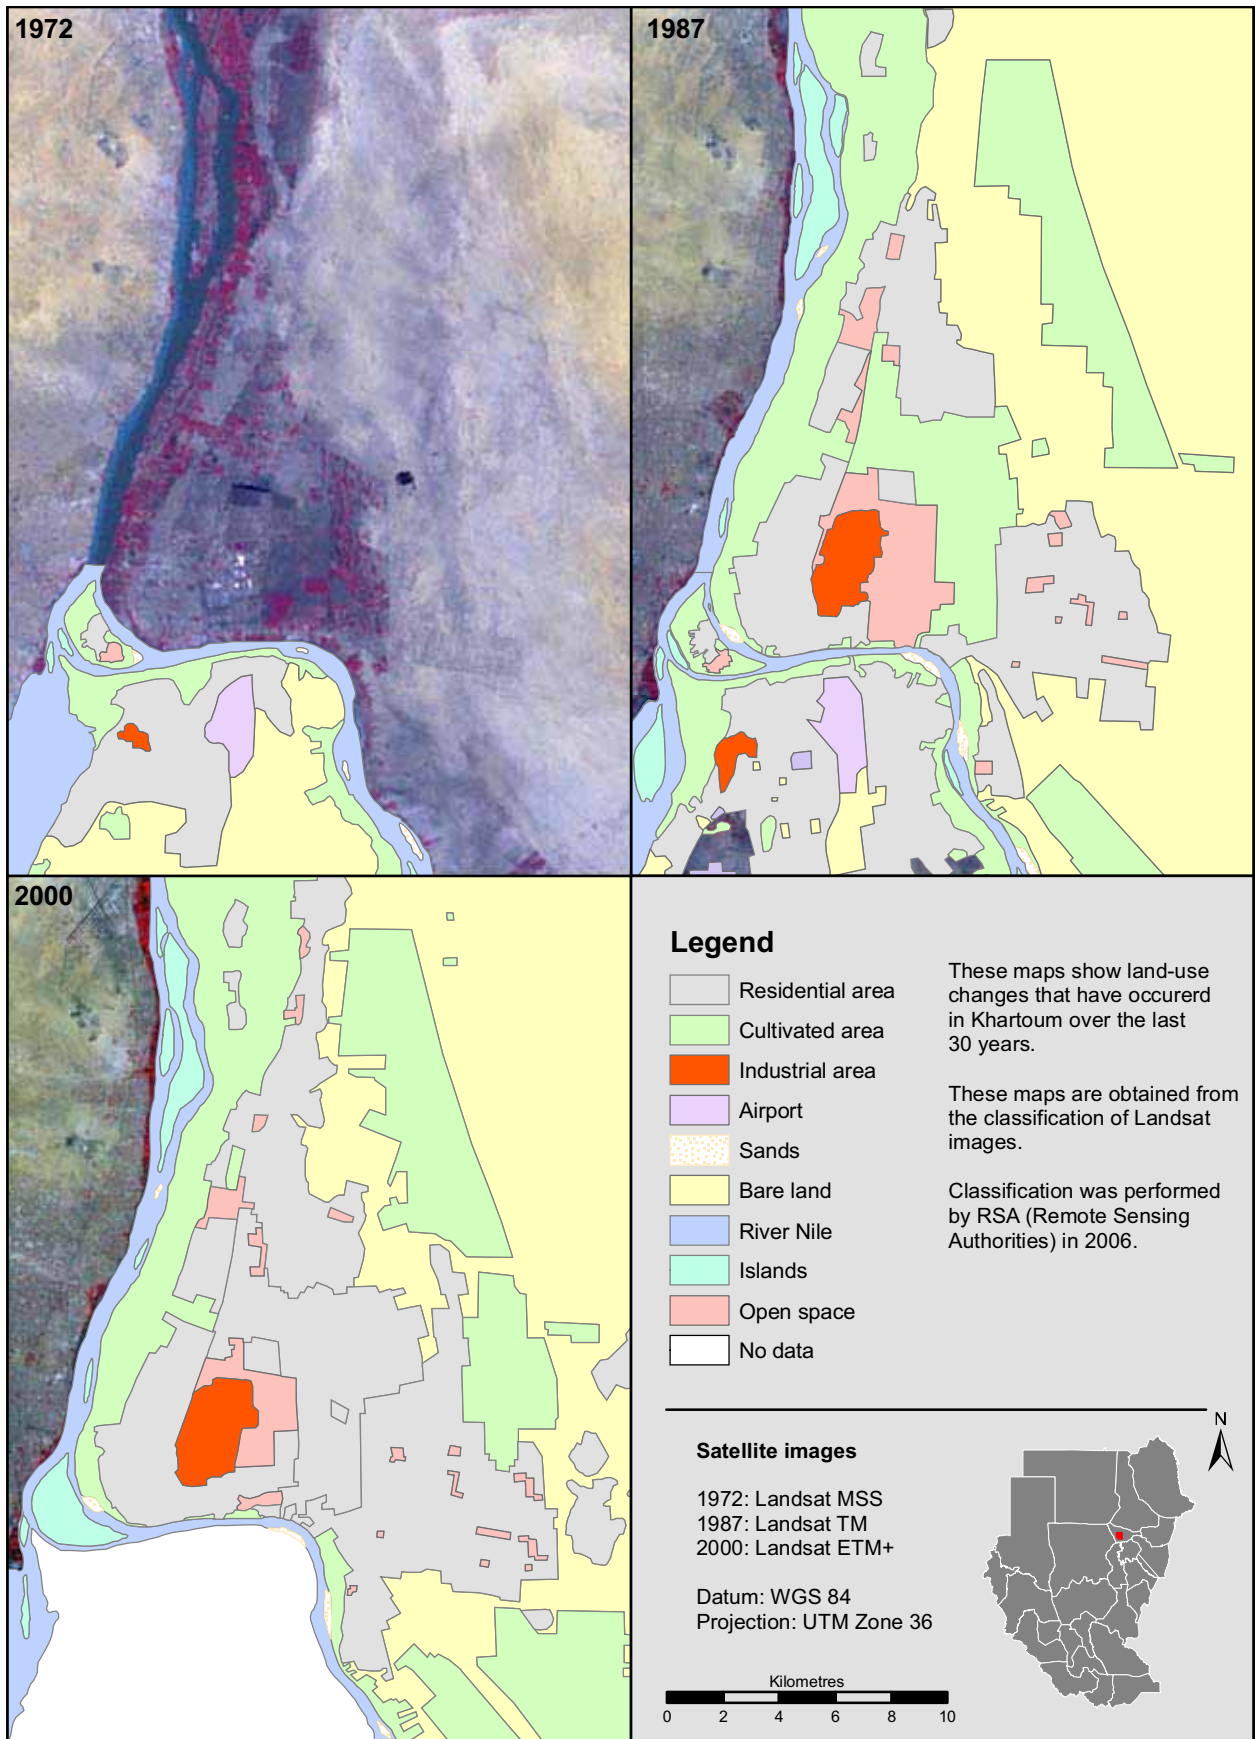 1972
1987
2000
Legend
Residential area
Cultivated area
Industrial area
Airport
Sands
Bare land
River Nile
Islands
Open space
No data
These maps show land-use
changes that have occurerd
in Khartoum over the last
30 years.
These maps are obtained from
the classification of Landsat
images.
Classification was performed
by RSA (Remote Sensing
Authorities) in 2006.
N
Satellite images
1972: Landsat MSS
1987: Landsat TM
2000: Landsat ETM+
Datum: WGS 84
Projection: UTM Zone 36
Kilometres
0 2 4 6 8 10